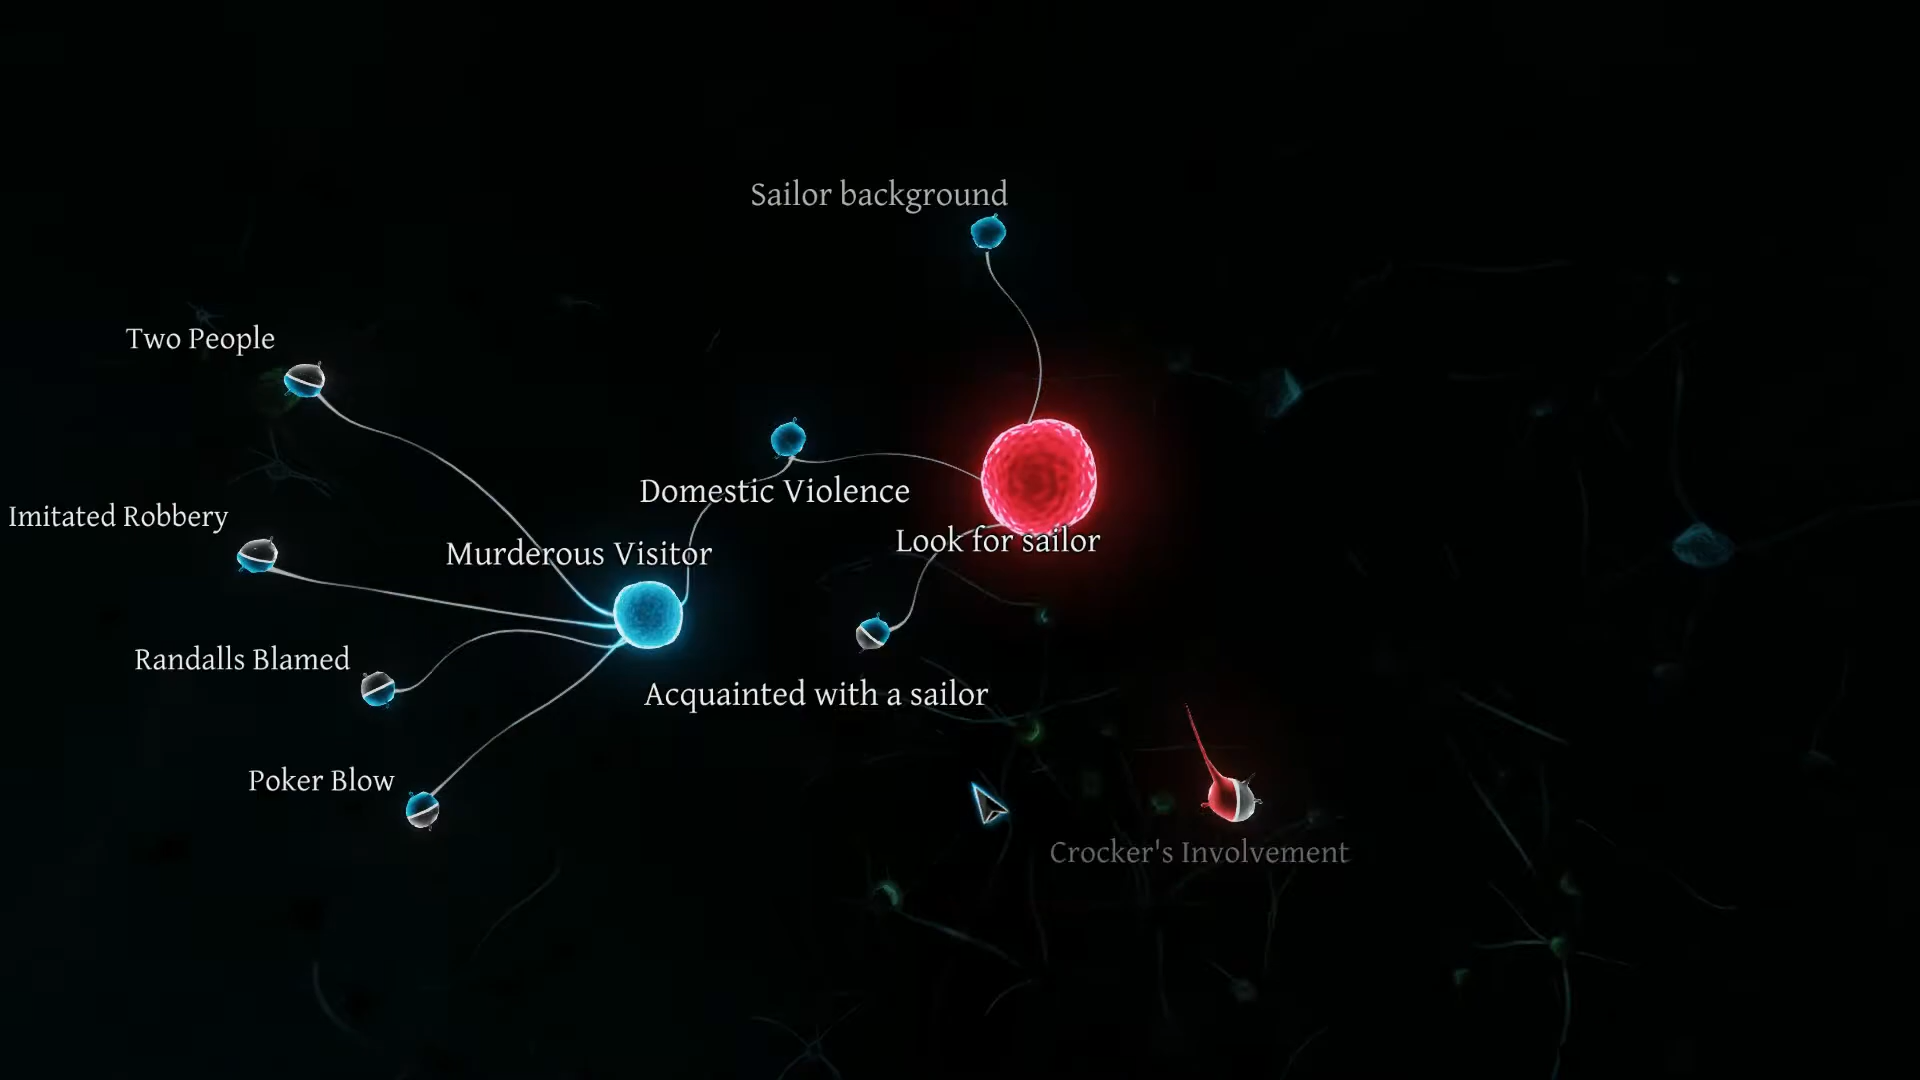 Sailor background
Two People
Domestic Violence
Imitated Robbery
Look for sailor
Murderous Visitor
Randalls Blamed
Acquainted with a sailor
Poker Blow
Crocker's Involvement